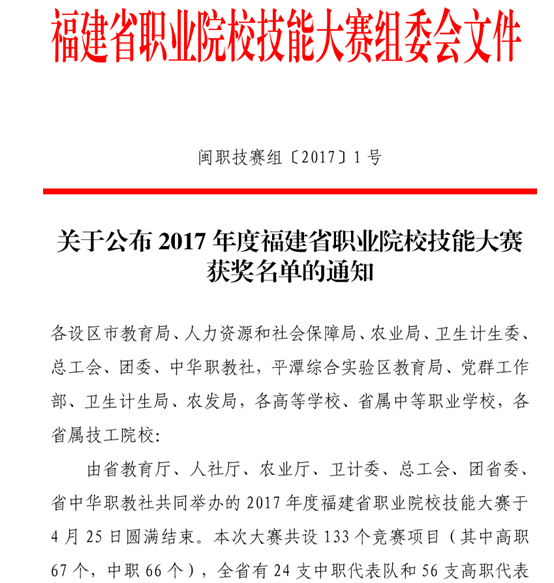 福建省职业院校技能大赛组委会文件
闽职技赛组〔2017〕1 号
关于公布 2017 年度福建省职业院校技能大赛
获奖名单的通知
各设区市教育局、人力资源和社会保障局、农业局、卫生计生委、
总工会、团委、中华职教社，平潭综合实验区教育局、党群工作
部、卫生计生局、农发局，各高等学校、省属中等职业学校，各
省属技工院校：
由省教育厅、人社厅、农业厅、卫计委、总工会、团省委、
省中华职教社共同举办的 2017 年度福建省职业院校技能大赛于
4 月 25 日圆满结束。本次大赛共设 133 个竞赛项目（其中高职
67 个，中职 66 个），全省有 24 支中职代表队和 56 支高职代表